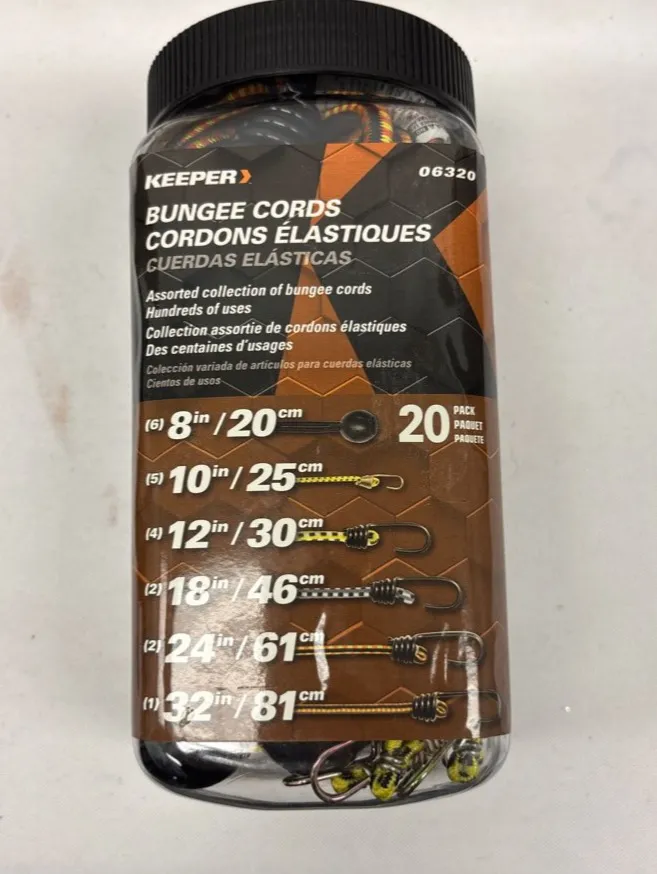 KEEPER
06320
BUNGEE CORDS
CORDONS ÉLASTIQUES
CUERDAS ELÁSTICAS
Assorted collection of bungee cords
Hundreds of uses
Collection assortie de cordons élastiques
Des centaines d'usages
Colección variada de artículos para cuerdas elásticas
Cientos de usos
(6) 8in/20cm
20 PACK
PAQUET
PAQUETE
(5) 10in/25cm
(4) 12in/30cm
(2) 18in/46cm
(2) 24in/61cm
(1) 32in/81cm